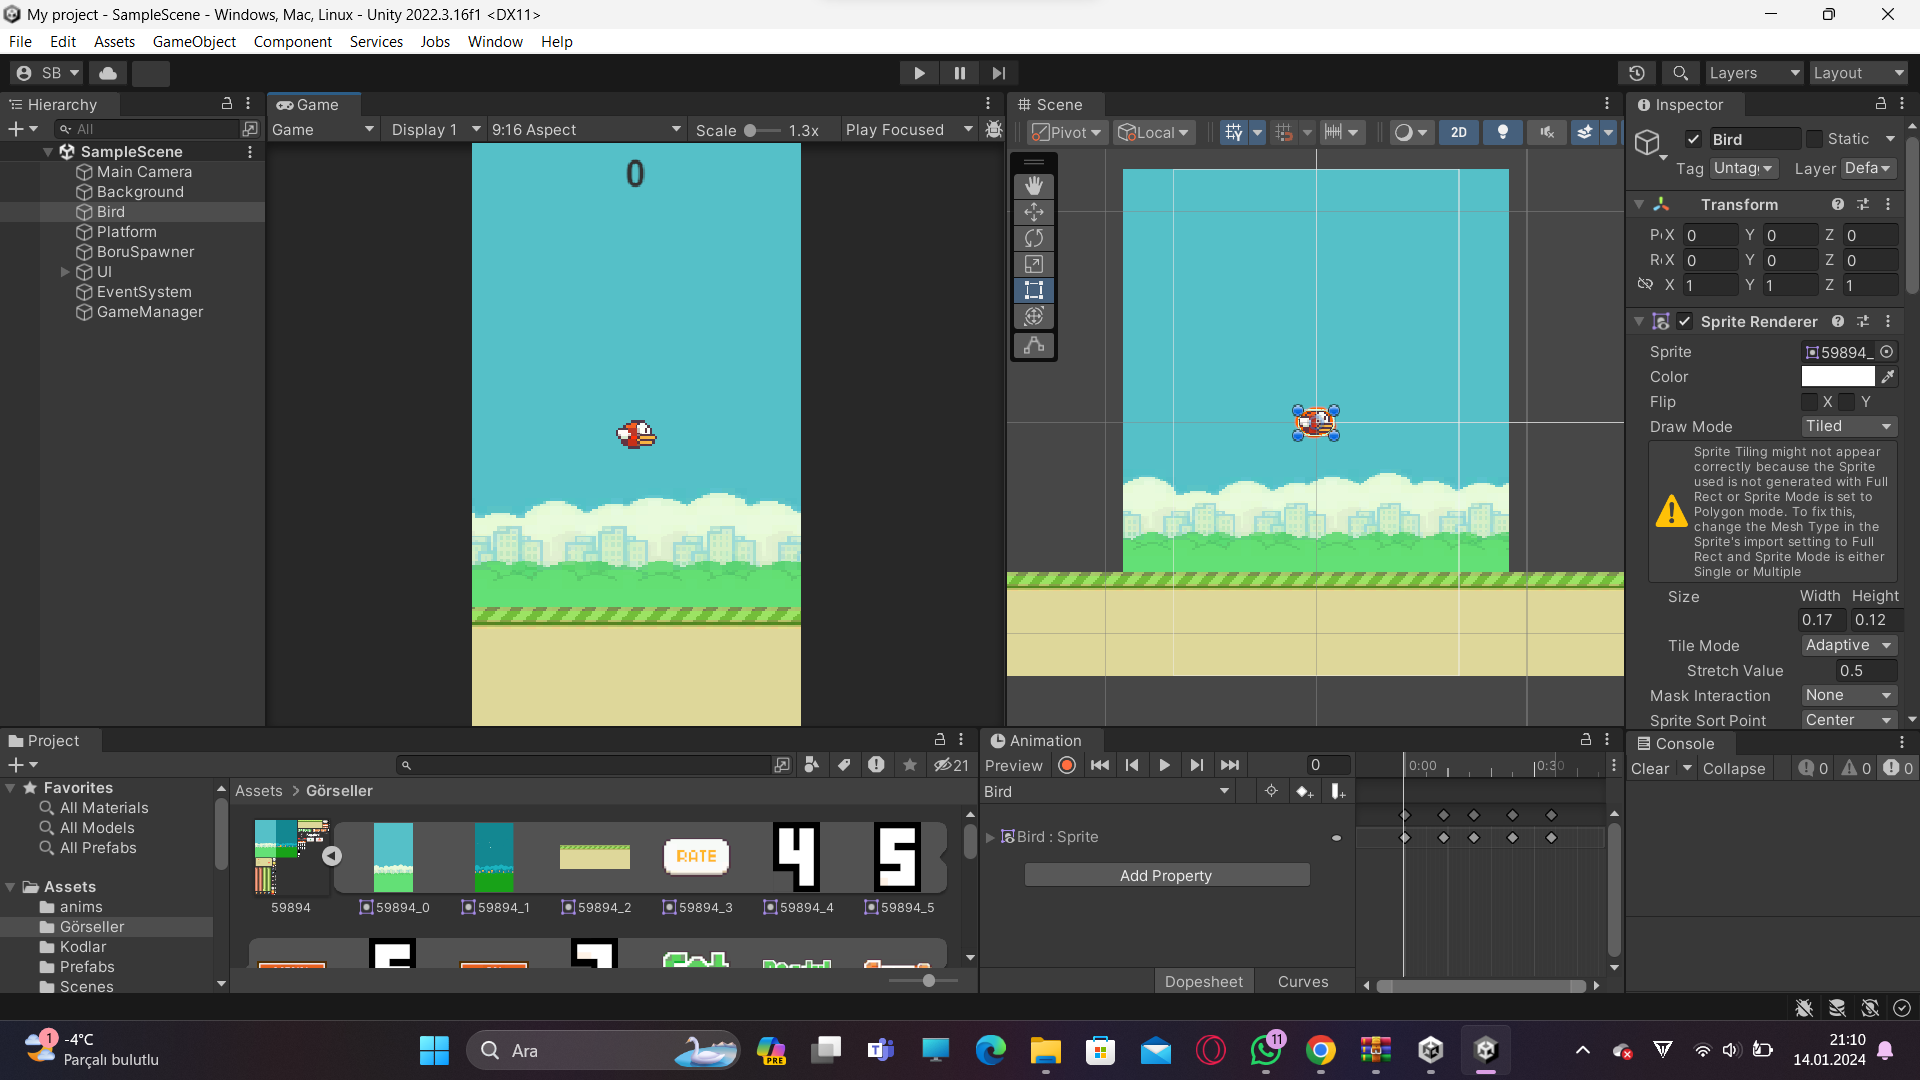 My project - SampleScene - Windows, Mac, Linux - Unity 2022.3.16f1 <DX11>
File Edit Assets GameObject Component Services Jobs Window Help
SB
Layers Layout
Hierarchy
All
SampleScene
Main Camera
Background
Bird
Platform
BoruSpawner
UI
EventSystem
GameManager
Game
Game Display 1 9:16 Aspect Scale 1.3x Play Focused
0
Scene
Pivot Local 2D
Inspector
Bird Static
Tag Untag Layer Defa
Transform
X 0 Y 0 Z 0
X 0 Y 0 Z 0
X 1 Y 1 Z 1
Sprite Renderer
Sprite 59894_
Color
Flip X Y
Draw Mode Tiled
Sprite Tiling might not appear
correctly because the Sprite
used is not generated with Full
Rect or Sprite Mode is set to
Polygon mode. To fix this,
change the Mesh Type in the
Sprite's import setting to Full
Rect and Sprite Mode is either
Single or Multiple
Size Width Height
0.17 0.12
Tile Mode Adaptive
Stretch Value 0.5
Mask Interaction None
Sprite Sort Point Center
Project
21
Favorites
All Materials
All Models
All Prefabs
Assets
anims
Görseller
Kodlar
Prefabs
Scenes
Assets > Görseller
RATE 4 5
59894 59894_0 59894_1 59894_2 59894_3 59894_4 59894_5
Animation
Preview 0 0:00 0:30
Bird
Bird : Sprite
Add Property
Dopesheet Curves
Console
Clear Collapse 0 0 0
1
-4°C
Parçalı bulutlu
Ara
PRE
11
21:10
14.01.2024